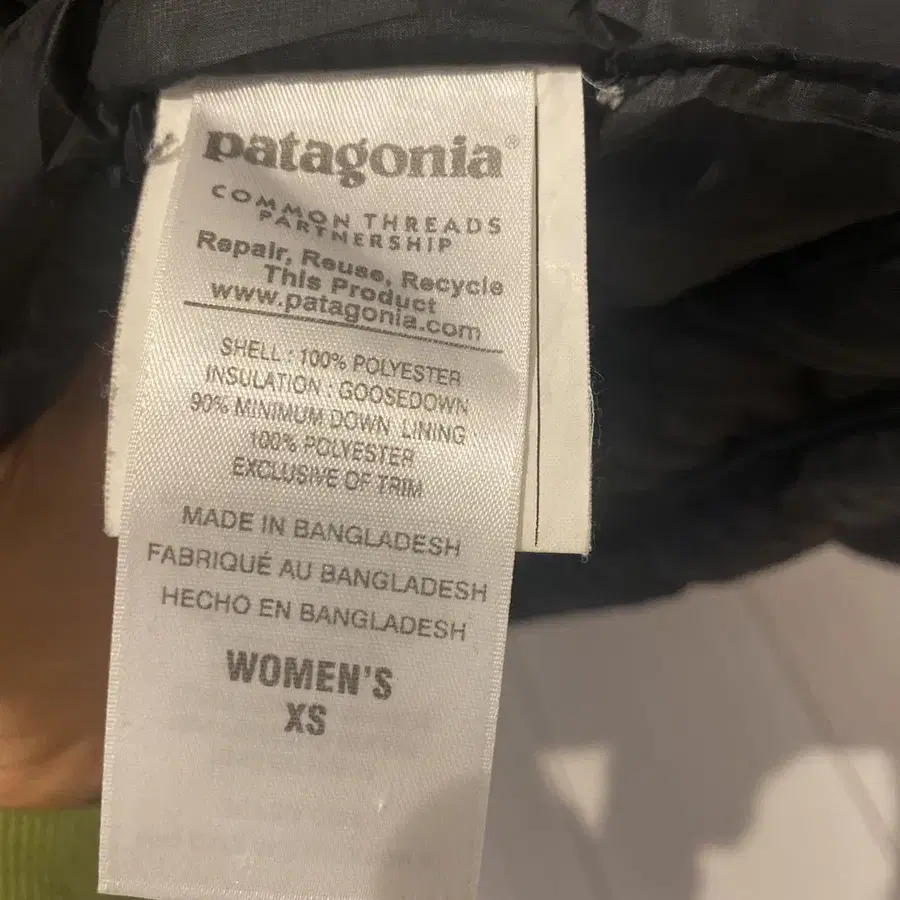 patagonia®
COMMON THREADS
PARTNERSHIP
Repair, Reuse, Recycle
This Product
www.patagonia.com
SHELL : 100% POLYESTER
INSULATION : GOOSEDOWN
90% MINIMUM DOWN LINING
100% POLYESTER
EXCLUSIVE OF TRIM
MADE IN BANGLADESH
FABRIQUÉ AU BANGLADESH
HECHO EN BANGLADESH
WOMEN'S
XS